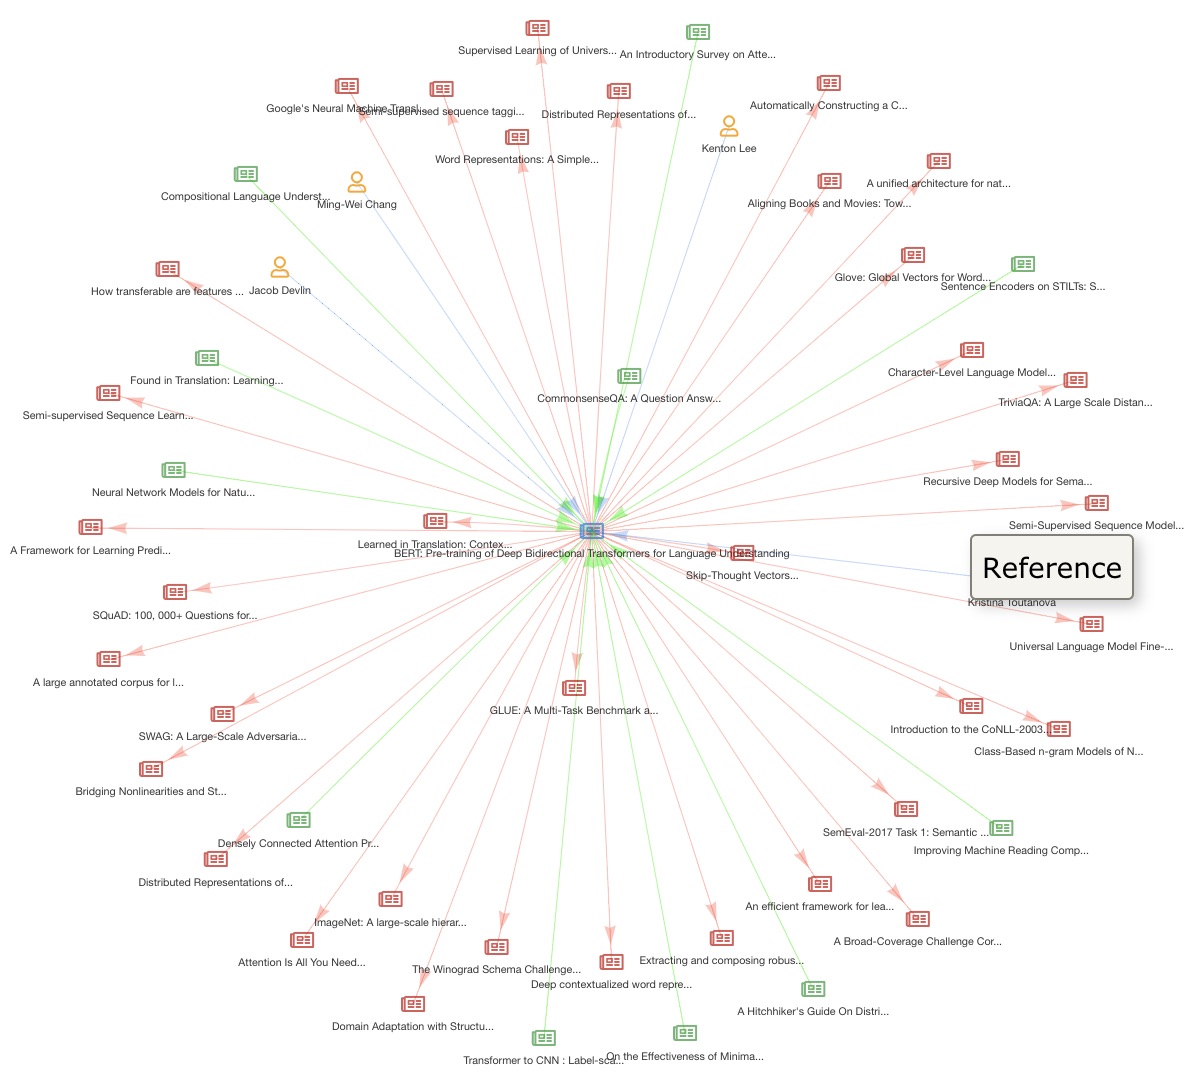 Supervised Learning of Univers...
An Introductory Survey on Atte...
Google's Neural Machine Transl...
Semi-supervised sequence taggi...
Distributed Representations of...
Automatically Constructing a C...
Kenton Lee
Word Representations: A Simple...
A unified architecture for nat...
Compositional Language Underst...
Ming-Wei Chang
Aligning Books and Movies: Tow...
Glove: Global Vectors for Word...
Sentence Encoders on STILTs: S...
How transferable are features ...
Jacob Devlin
Found in Translation: Learning...
Character-Level Language Model...
CommonsenseQA: A Question Answ...
TriviaQA: A Large Scale Distan...
Semi-supervised Sequence Learn...
Recursive Deep Models for Sema...
Neural Network Models for Natu...
Semi-Supervised Sequence Model...
A Framework for Learning Predi...
Learned in Translation: Contex...
BERT: Pre-training of Deep Bidirectional Transformers for Language Understanding
Reference
Skip-Thought Vectors...
Kristina Toutanova
SQuAD: 100, 000+ Questions for...
Universal Language Model Fine-...
A large annotated corpus for l...
GLUE: A Multi-Task Benchmark a...
SWAG: A Large-Scale Adversaria...
Introduction to the CoNLL-2003...
Class-Based n-gram Models of N...
Bridging Nonlinearities and St...
SemEval-2017 Task 1: Semantic ...
Densely Connected Attention Pr...
Improving Machine Reading Comp...
Distributed Representations of...
An efficient framework for lea...
ImageNet: A large-scale hierar...
A Broad-Coverage Challenge Cor...
Attention Is All You Need...
The Winograd Schema Challenge...
Extracting and composing robus...
Deep contextualized word repre...
A Hitchhiker's Guide On Distri...
Domain Adaptation with Structu...
Transformer to CNN : Label-sca...
On the Effectiveness of Minima...